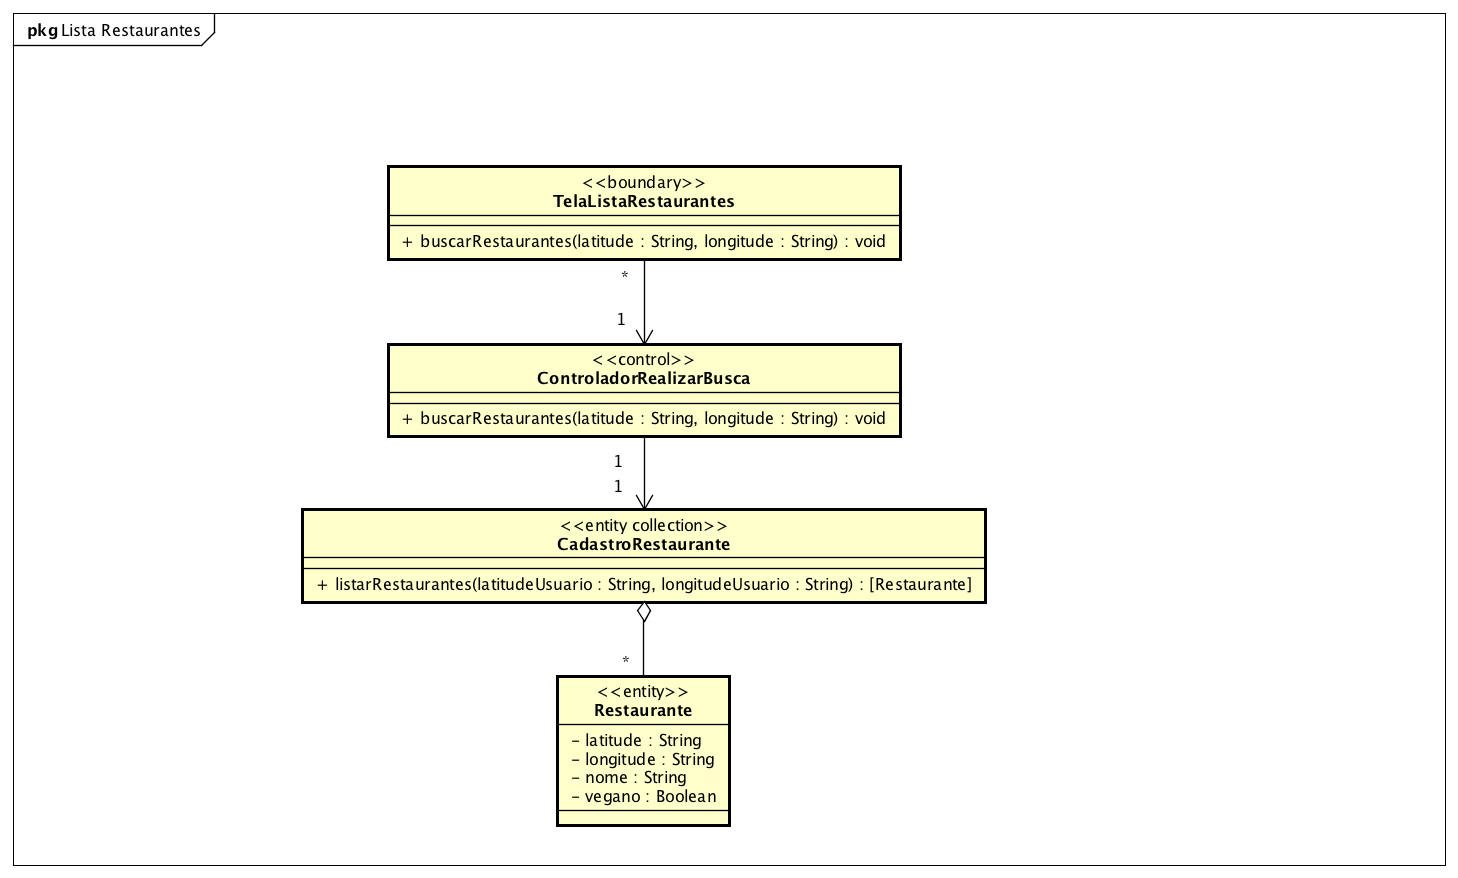 pkg Lista Restaurantes
<<boundary>>
TelaListaRestaurantes
+ buscarRestaurantes(latitude : String, longitude : String) : void
*
1
<<control>>
ControladorRealizarBusca
+ buscarRestaurantes(latitude : String, longitude : String) : void
1
1
<<entity collection>>
CadastroRestaurante
+ listarRestaurantes(latitudeUsuario : String, longitudeUsuario : String) : [Restaurante]
*
<<entity>>
Restaurante
- latitude : String
- longitude : String
- nome : String
- vegano : Boolean